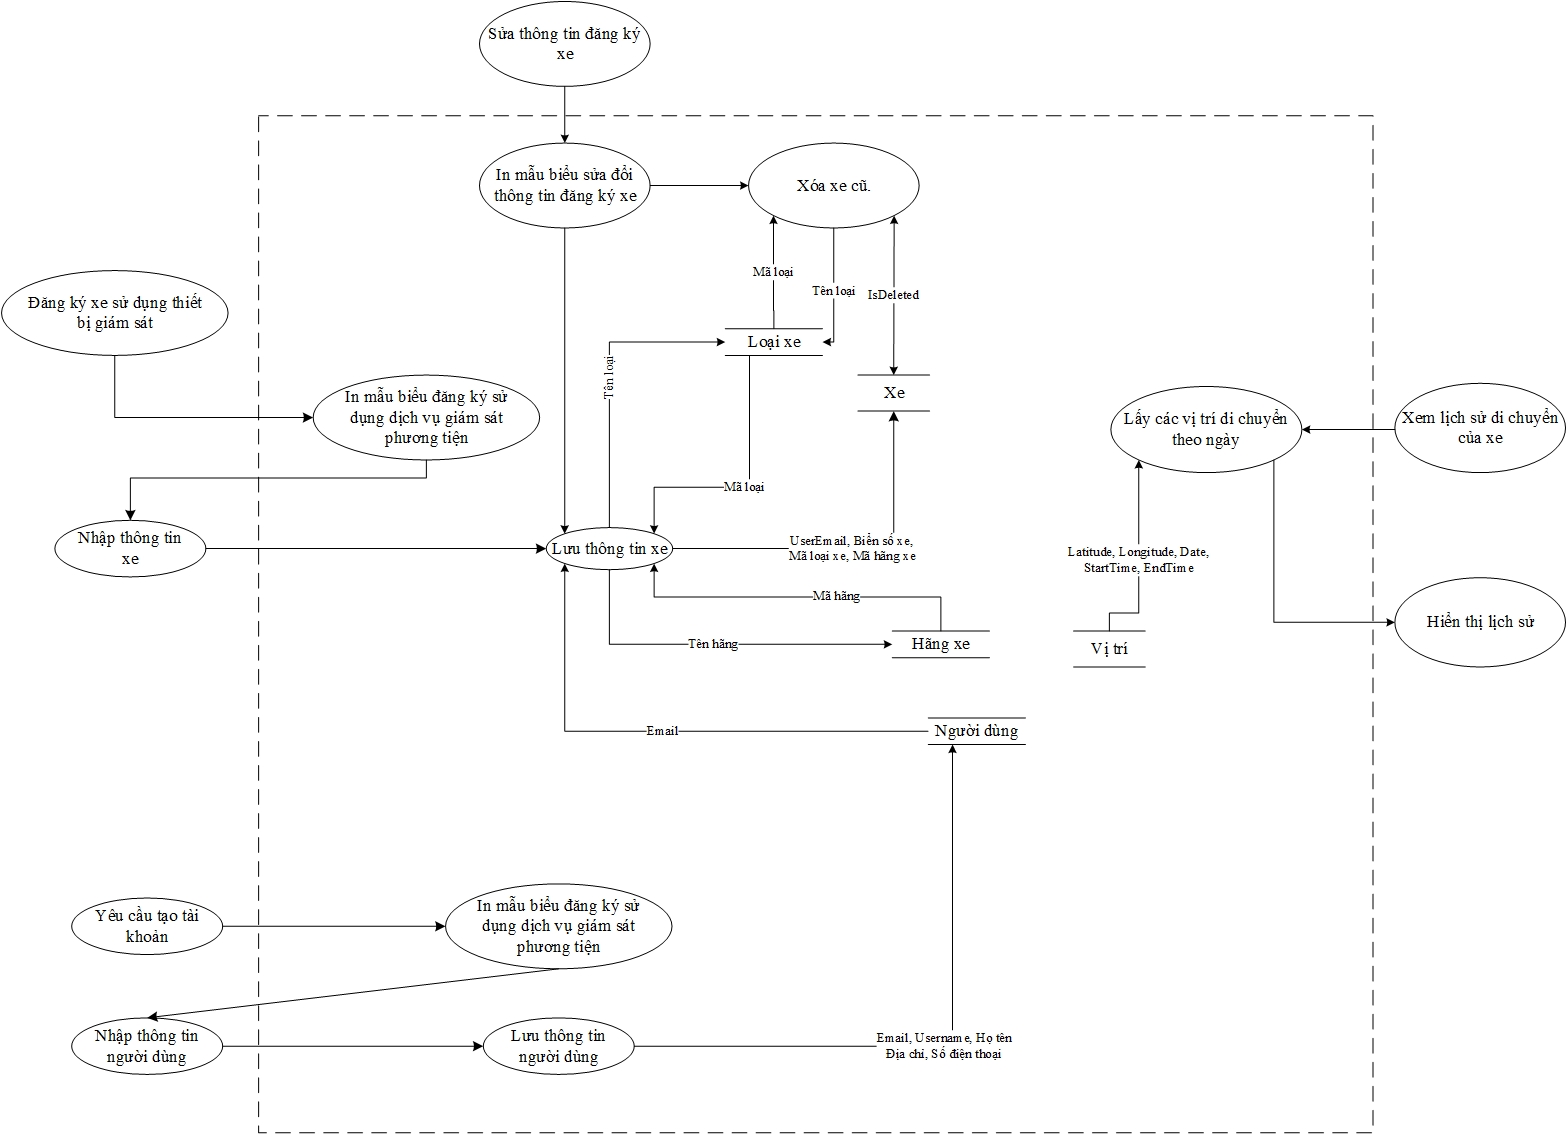 Sửa thông tin đăng ký
xe
In mẫu biểu sửa đổi
thông tin đăng ký xe
Xóa xe cũ.
Mã loại
Tên loại
IsDeleted
Đăng ký xe sử dụng thiết
bị giám sát
Loại xe
Tên loại
Xe
In mẫu biểu đăng ký sử
dụng dịch vụ giám sát
phương tiện
Lấy các vị trí di chuyển
theo ngày
Xem lịch sử di chuyển
của xe
Mã loại
Nhập thông tin
xe
Lưu thông tin xe
UserEmail, Biển số xe,
Mã loại xe, Mã hãng xe
Latitude, Longitude, Date,
StartTime, EndTime
Mã hãng
Tên hãng
Hãng xe
Vị trí
Hiển thị lịch sử
Email
Người dùng
Yêu cầu tạo tài
khoản
In mẫu biểu đăng ký sử
dụng dịch vụ giám sát
phương tiện
Nhập thông tin
người dùng
Lưu thông tin
người dùng
Email, Username, Họ tên
Địa chỉ, Số điện thoại